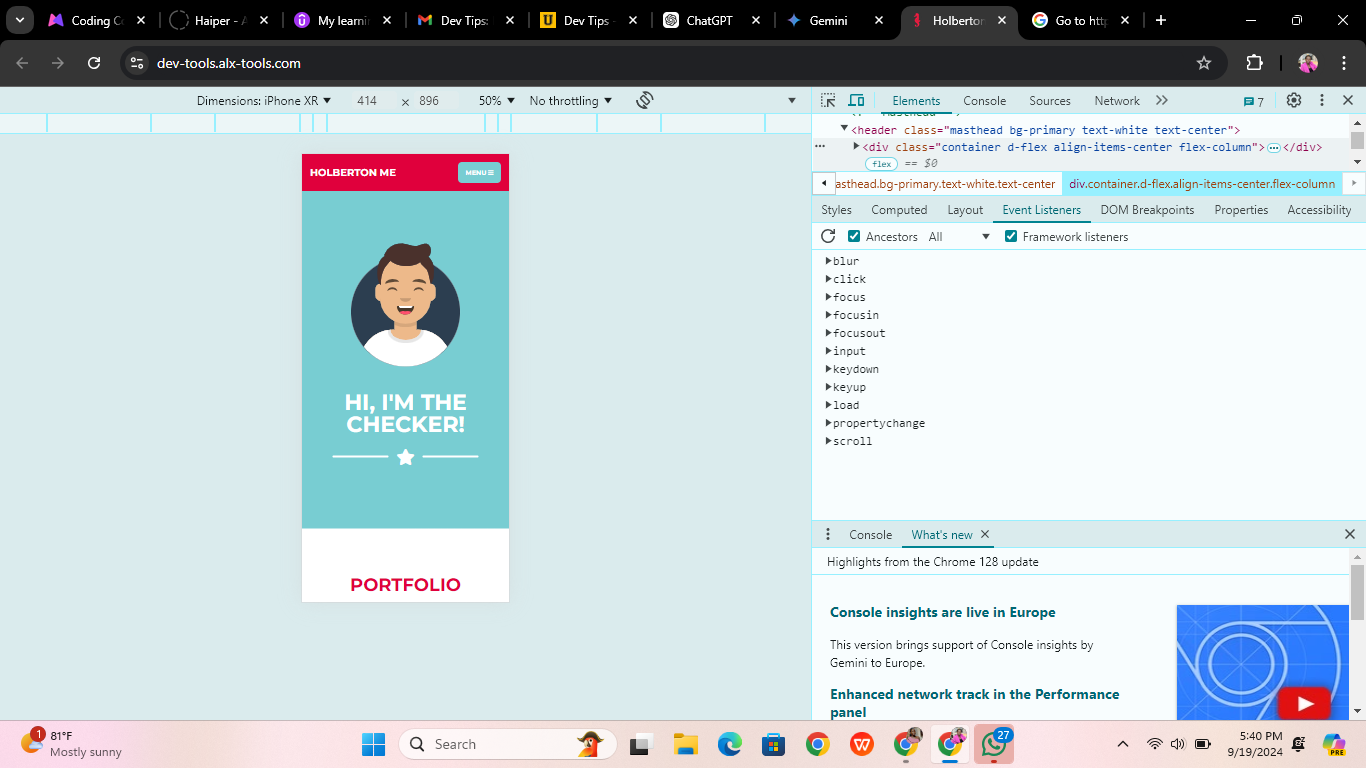 Coding Co
Haiper - A
My learni
Dev Tips:
Dev Tips -
ChatGPT
Gemini
Holberton
Go to htt
dev-tools.alx-tools.com
Dimensions: iPhone XR 414 × 896 50% No throttling
Elements Console Sources Network 7
<header class="masthead bg-primary text-white text-center">
<div class="container d-flex align-items-center flex-column">…</div>
flex == $0
asthead.bg-primary.text-white.text-center div.container.d-flex.align-items-center.flex-column
Styles Computed Layout Event Listeners DOM Breakpoints Properties Accessibility
Ancestors All Framework listeners
blur
click
focus
focusin
focusout
input
keydown
keyup
load
propertychange
scroll
HOLBERTON ME MENU
HI, I'M THE
CHECKER!
PORTFOLIO
Console What's new
Highlights from the Chrome 128 update
Console insights are live in Europe
This version brings support of Console insights by
Gemini to Europe.
Enhanced network track in the Performance
panel
1
81°F
Mostly sunny
Search
27
5:40 PM
9/19/2024
PRE